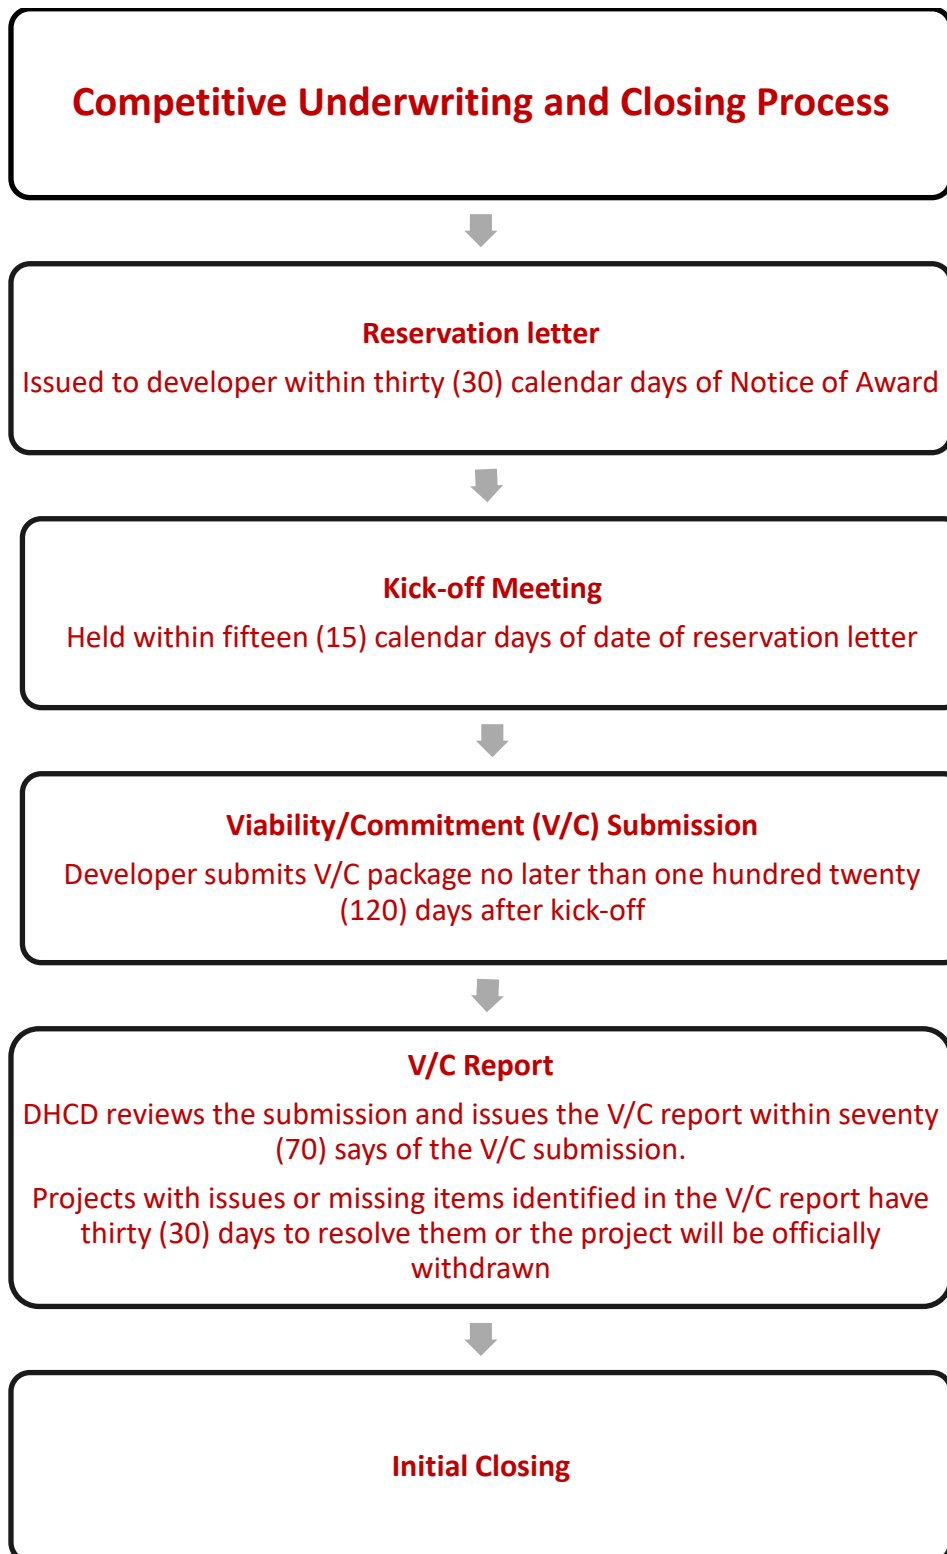 Competitive Underwriting and Closing Process
Reservation letter
Issued to developer within thirty (30) calendar days of Notice of Award
Kick-off Meeting
Held within fifteen (15) calendar days of date of reservation letter
Viability/Commitment (V/C) Submission
Developer submits V/C package no later than one hundred twenty
(120) days after kick-off
V/C Report
DHCD reviews the submission and issues the V/C report within seventy
(70) says of the V/C submission.
Projects with issues or missing items identified in the V/C report have
thirty (30) days to resolve them or the project will be officially
withdrawn
Initial Closing